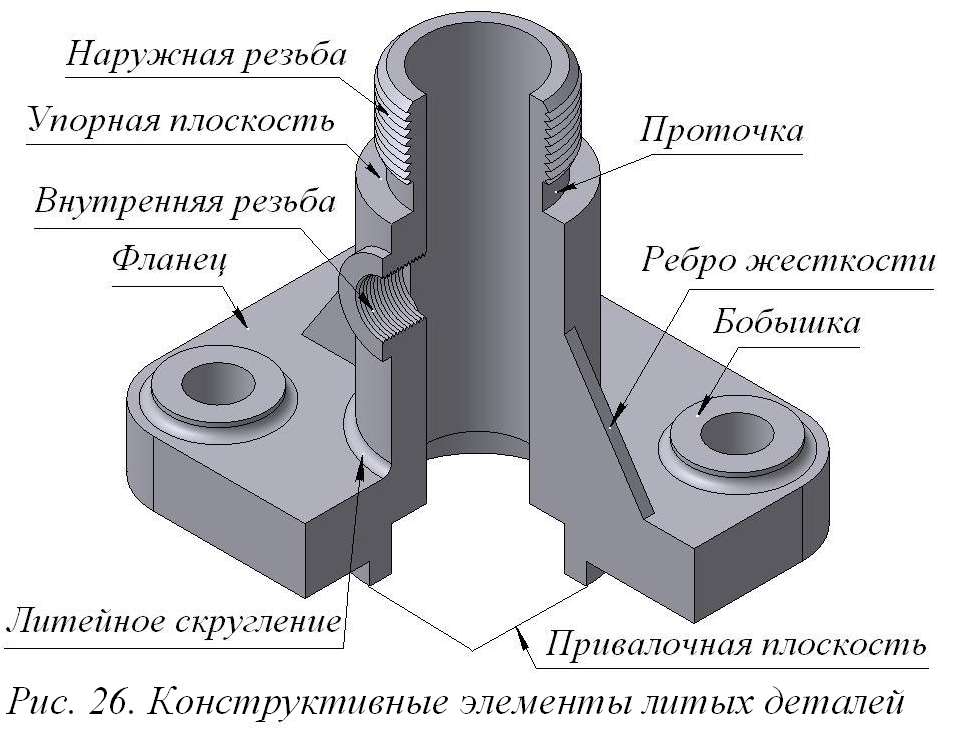 Наружная резьба
Упорная плоскость
Проточка
Внутренняя резьба
Фланец
Ребро жесткости
Бобышка
Литейное скругление
Привалочная плоскость
Рис. 26. Конструктивные элементы литых деталей